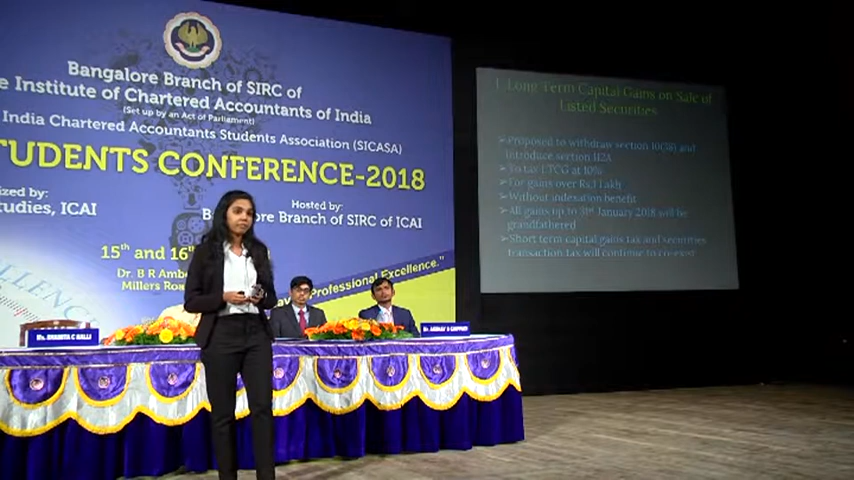 Bangalore Branch of SIRC of
e Institute of Chartered Accountants of India
(Set up by an Act of Parliament)
India Chartered Accountants Students Association (SICASA)
TUDENTS CONFERENCE-2018
ized by:
Hosted by:
tudies, ICAI
Bangalore Branch of SIRC of ICAI
15th and 16th
Dr. B R Ambe
Millers Roa
Professional Excellence."
ELLENCE
1. Long Term Capital Gains on Sale of
Listed Securities
➢Proposed to withdraw section 10(38) and
introduce section 112A
➢To tax LTCG at 10%
➢For gains over Rs.1 Lakh
➢Without indexation benefit
➢All gains up to 31st January 2018 will be
grandfathered
➢Short term capital gains tax and securities
transaction tax will continue to co-exist